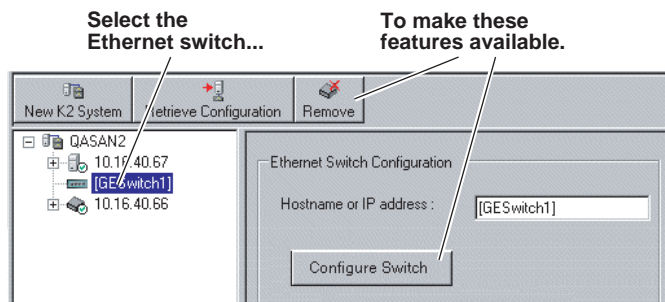 Select the
Ethernet switch...
To make these
features available.
New K2 System
Retrieve Configuration
Remove
QASAN2
10.16.40.67
[GESwitch1]
10.16.40.66
Ethernet Switch Configuration
Hostname or IP address :
[GESwitch1]
Configure Switch